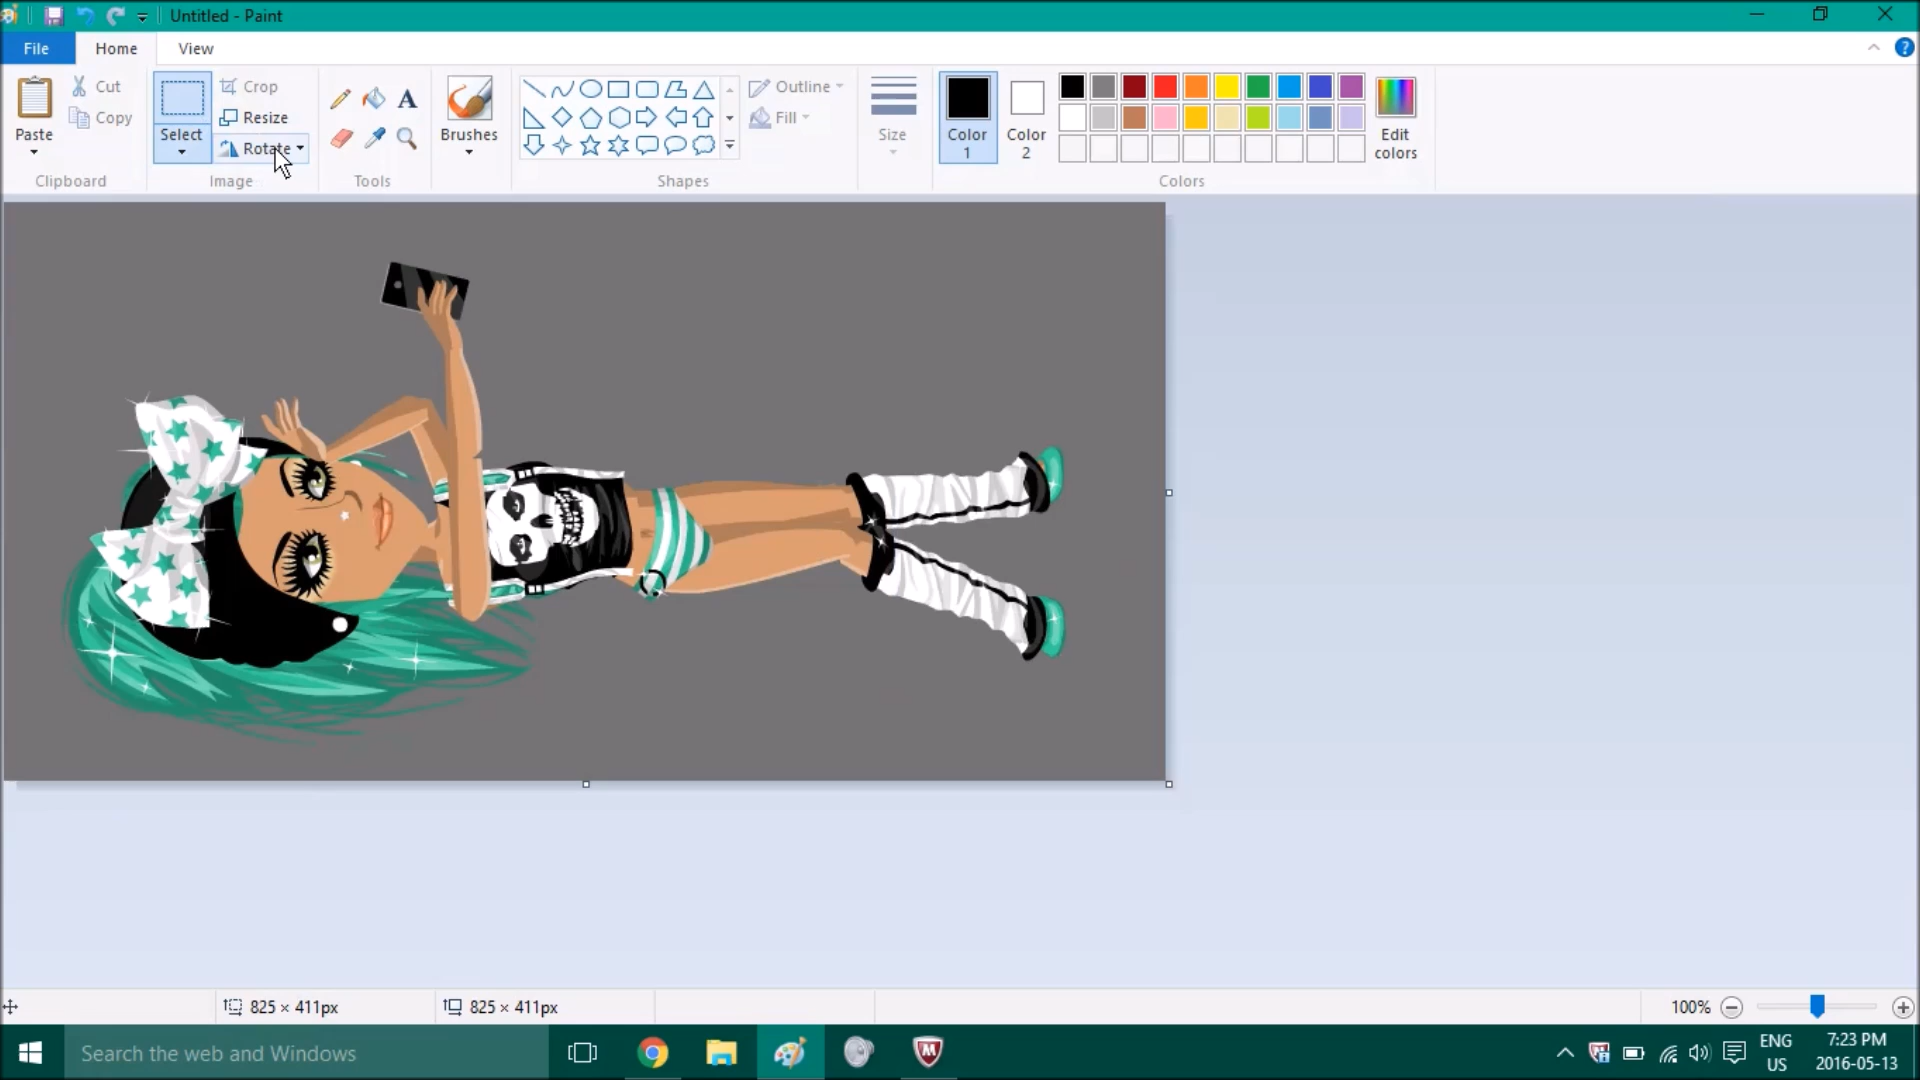 Untitled - Paint
File Home View
Paste
Cut
Copy
Clipboard
Select
Crop
Resize
Rotate
Image
A
Tools
Brushes
Shapes
Outline
Fill
Size
Color
1
Color
2
Edit
colors
Colors
825 × 411px
825 × 411px
100%
Search the web and Windows
ENG
US
7:23 PM
2016-05-13